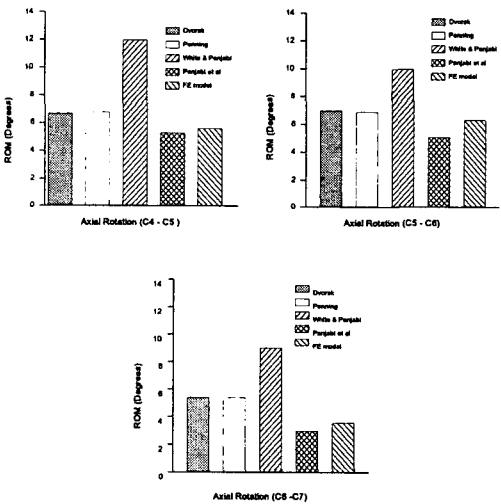 14
12
10
8
6
4
2
0
ROM (Degrees)
Dvorak
Penning
White & Panjabi
Panjabi et al
FE model
Axial Rotation (C4 - C5 )
14
12
10
8
6
4
2
0
ROM (Degrees)
Dvorak
Penning
White & Panjabi
Panjabi et al
FE model
Axial Rotation (C5 - C6)
14
12
10
8
6
4
2
0
ROM (Degrees)
Dvorak
Penning
White & Panjabi
Panjabi et al
FE model
Axial Rotation (C6 -C7)